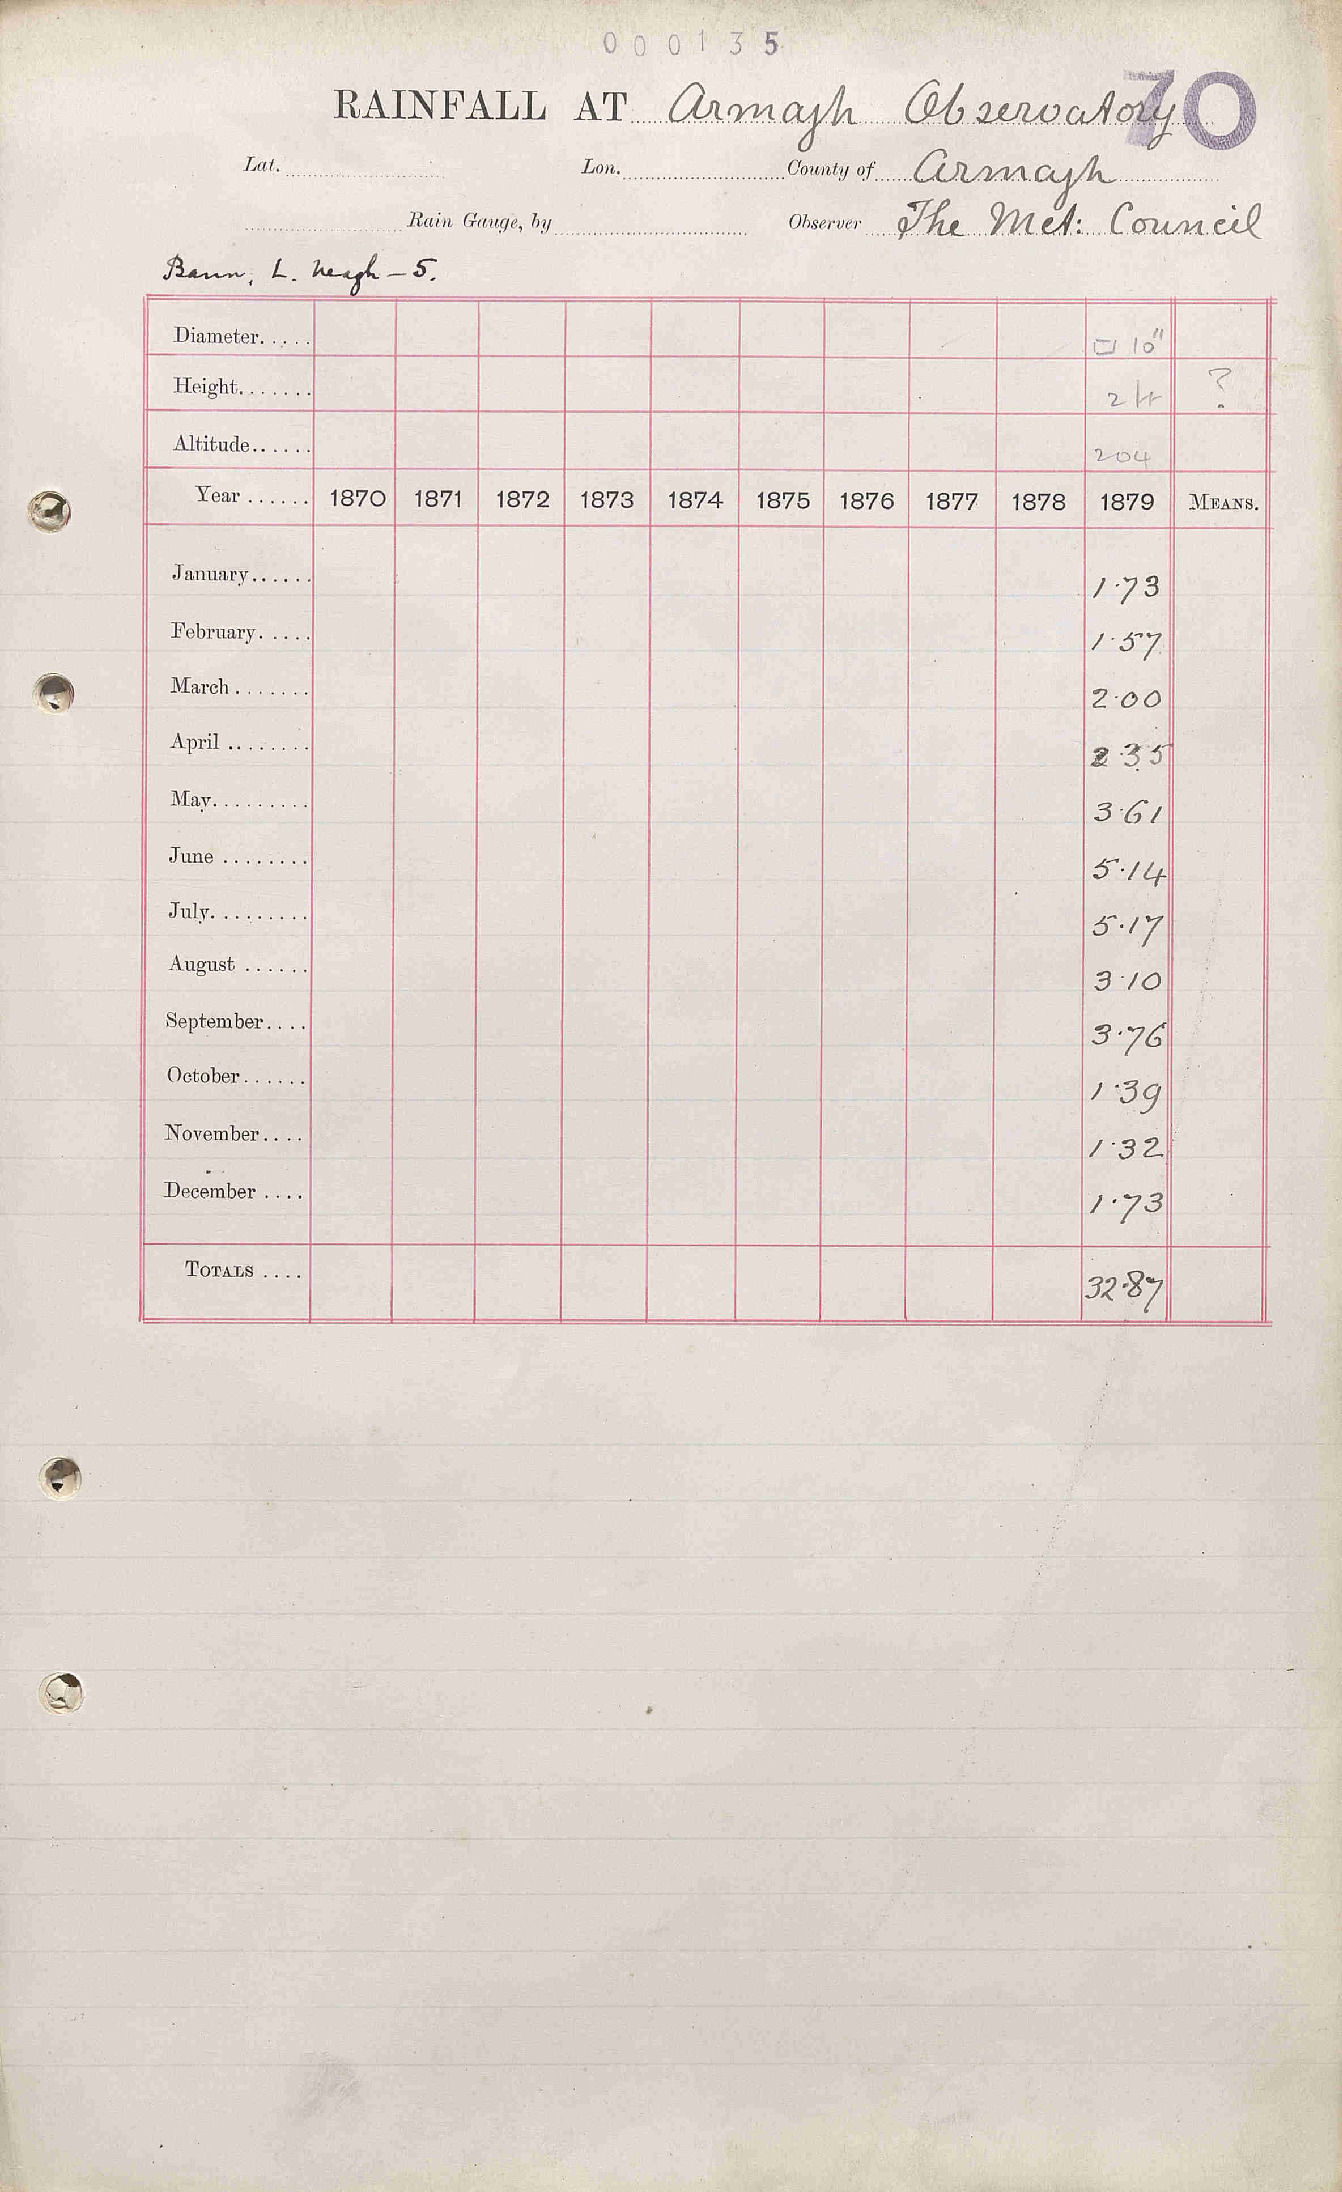 000135
70
RAINFALL AT Armagh Observatory
Lat. Lon. County of Armagh
Rain Gauge, by Observer The Met: Council
Bann, L. Neagh - 5.
Diameter..... □ 10"
Height....... 2 ft ?
Altitude...... 204
Year ...... 1870 1871 1872 1873 1874 1875 1876 1877 1878 1879 MEANS.
January...... 1·73
February..... 1·57
March ....... 2·00
April ........ 2·35
May......... 3·61
June ........ 5·14
July......... 5·17
August ...... 3·10
September.... 3·76
October...... 1·39
November.... 1·32
December .... 1·73
TOTALS .... 32·87